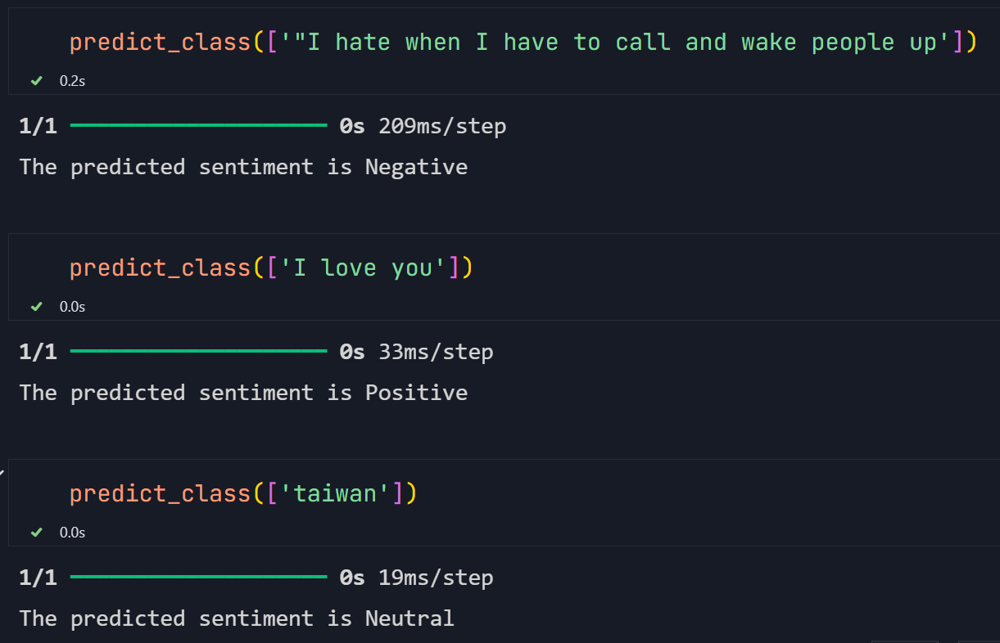 predict_class(['"I hate when I have to call and wake people up'])
0.2s
1/1 ━━━━━━━━━━━━━━━━━━━━ 0s 209ms/step
The predicted sentiment is Negative
predict_class(['I love you'])
0.0s
1/1 ━━━━━━━━━━━━━━━━━━━━ 0s 33ms/step
The predicted sentiment is Positive
predict_class(['taiwan'])
0.0s
1/1 ━━━━━━━━━━━━━━━━━━━━ 0s 19ms/step
The predicted sentiment is Neutral